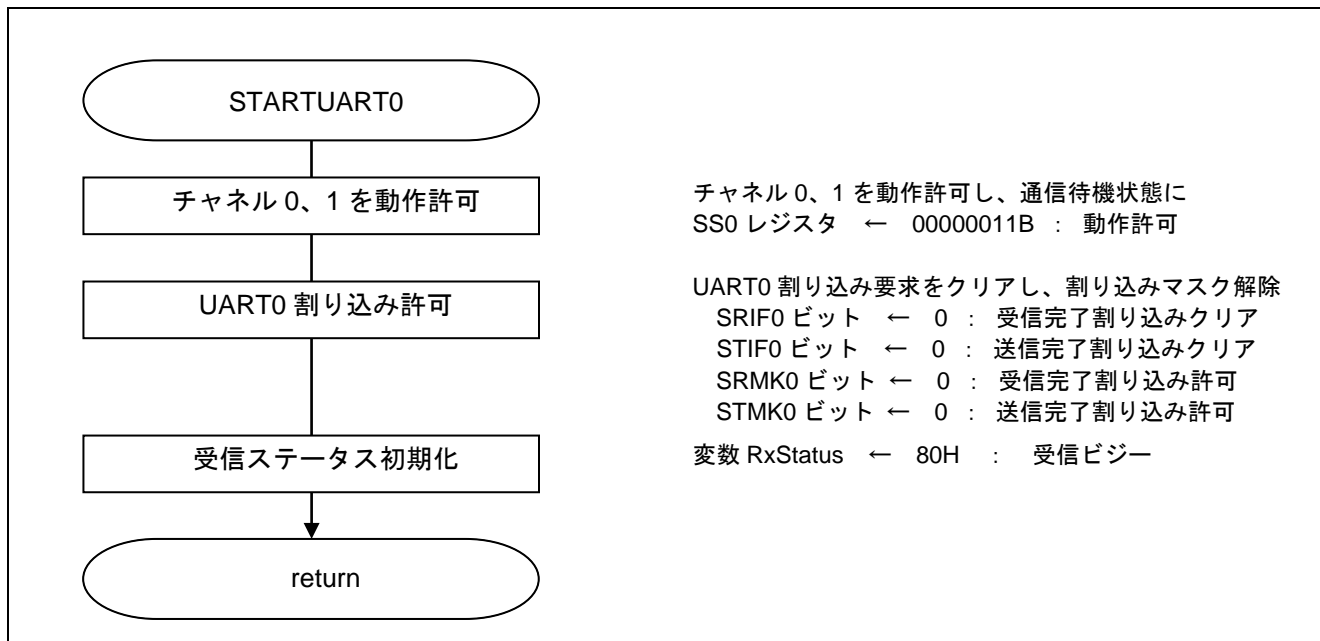 STARTUART0
チャネル 0、1 を動作許可
チャネル 0、1 を動作許可し、通信待機状態に
SS0 レジスタ ← 00000011B : 動作許可
UART0 割り込み許可
UART0 割り込み要求をクリアし、割り込みマスク解除
SRIF0 ビット ← 0 : 受信完了割り込みクリア
STIF0 ビット ← 0 : 送信完了割り込みクリア
SRMK0 ビット ← 0 : 受信完了割り込み許可
STMK0 ビット ← 0 : 送信完了割り込み許可
受信ステータス初期化
変数 RxStatus ← 80H : 受信ビジー
return